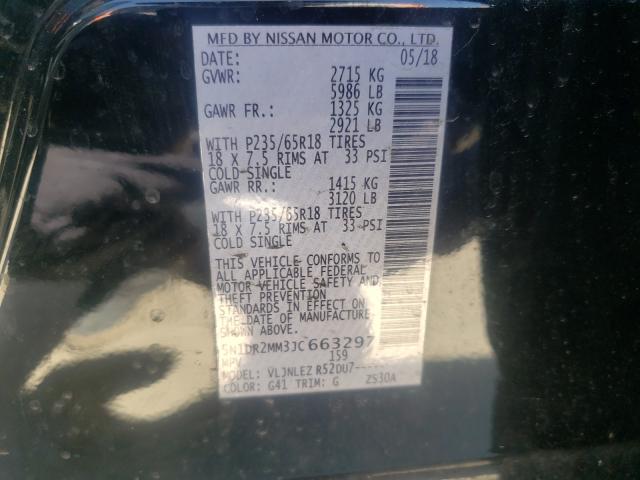 MFD BY NISSAN MOTOR CO., LTD.
DATE: 05/18
GVWR: 2715 KG
5986 LB
GAWR FR.: 1325 KG
2921 LB
WITH P235/65R18 TIRES
18 X 7.5 RIMS AT 33 PSI
COLD SINGLE
GAWR RR.: 1415 KG
3120 LB
WITH P235/65R18 TIRES
18 X 7.5 RIMS AT 33 PSI
COLD SINGLE
THIS VEHICLE CONFORMS TO
ALL APPLICABLE FEDERAL
MOTOR VEHICLE SAFETY AND
THEFT PREVENTION
STANDARDS IN EFFECT ON
THE DATE OF MANUFACTURE
SHOWN ABOVE.
5N1DR2MM3JC663297
MPV 159
MODEL: VLJNLEZ R52DU7-----
COLOR: G41 TRIM: G ZS30A